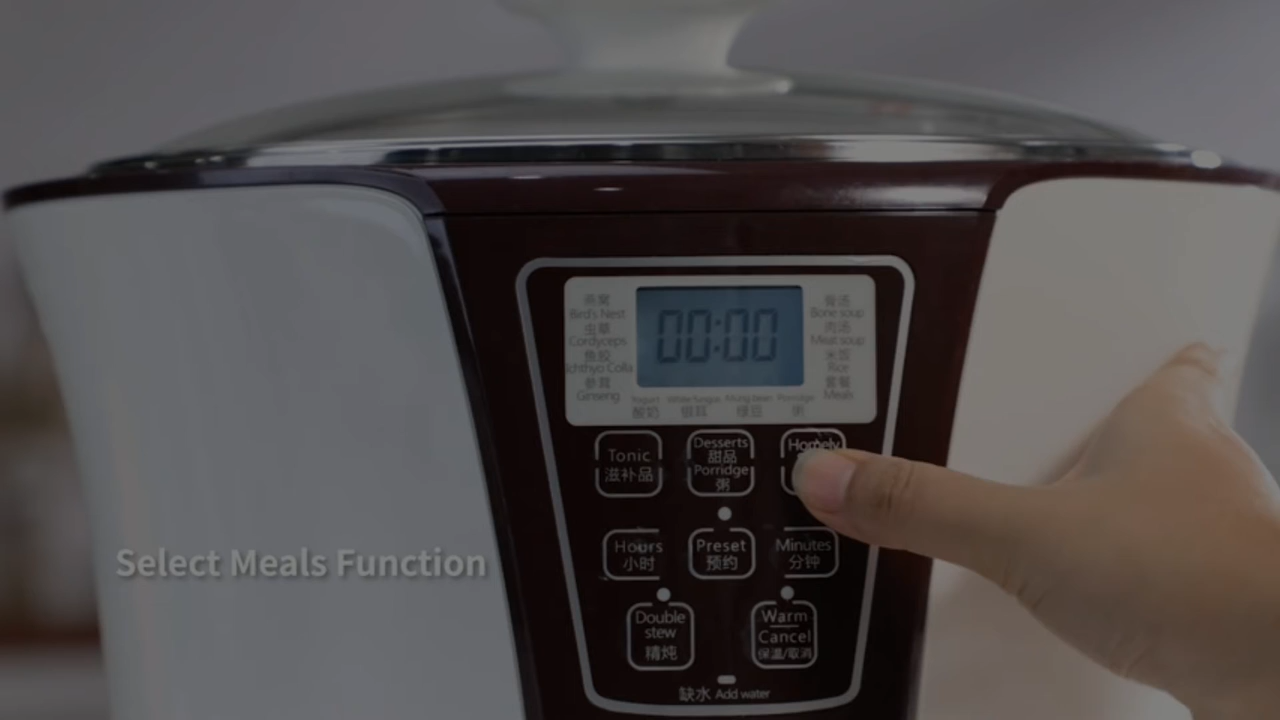 燕窝
Bird's Nest
虫草
Cordyceps
鱼胶
Ichthyo Colla
参茸
Ginseng
00:00
骨汤
Bone soup
肉汤
Meat soup
米饭
Rice
套餐
Meals
Yogurt White fungus Mung bean Porridge
酸奶 银耳 绿豆 粥
Tonic
滋补品
Desserts
甜品
Porridge
粥
Homely
Hours
小时
Preset
预约
Minutes
分钟
Select Meals Function
Double
stew
精炖
Warm
Cancel
保温/取消
缺水 Add water